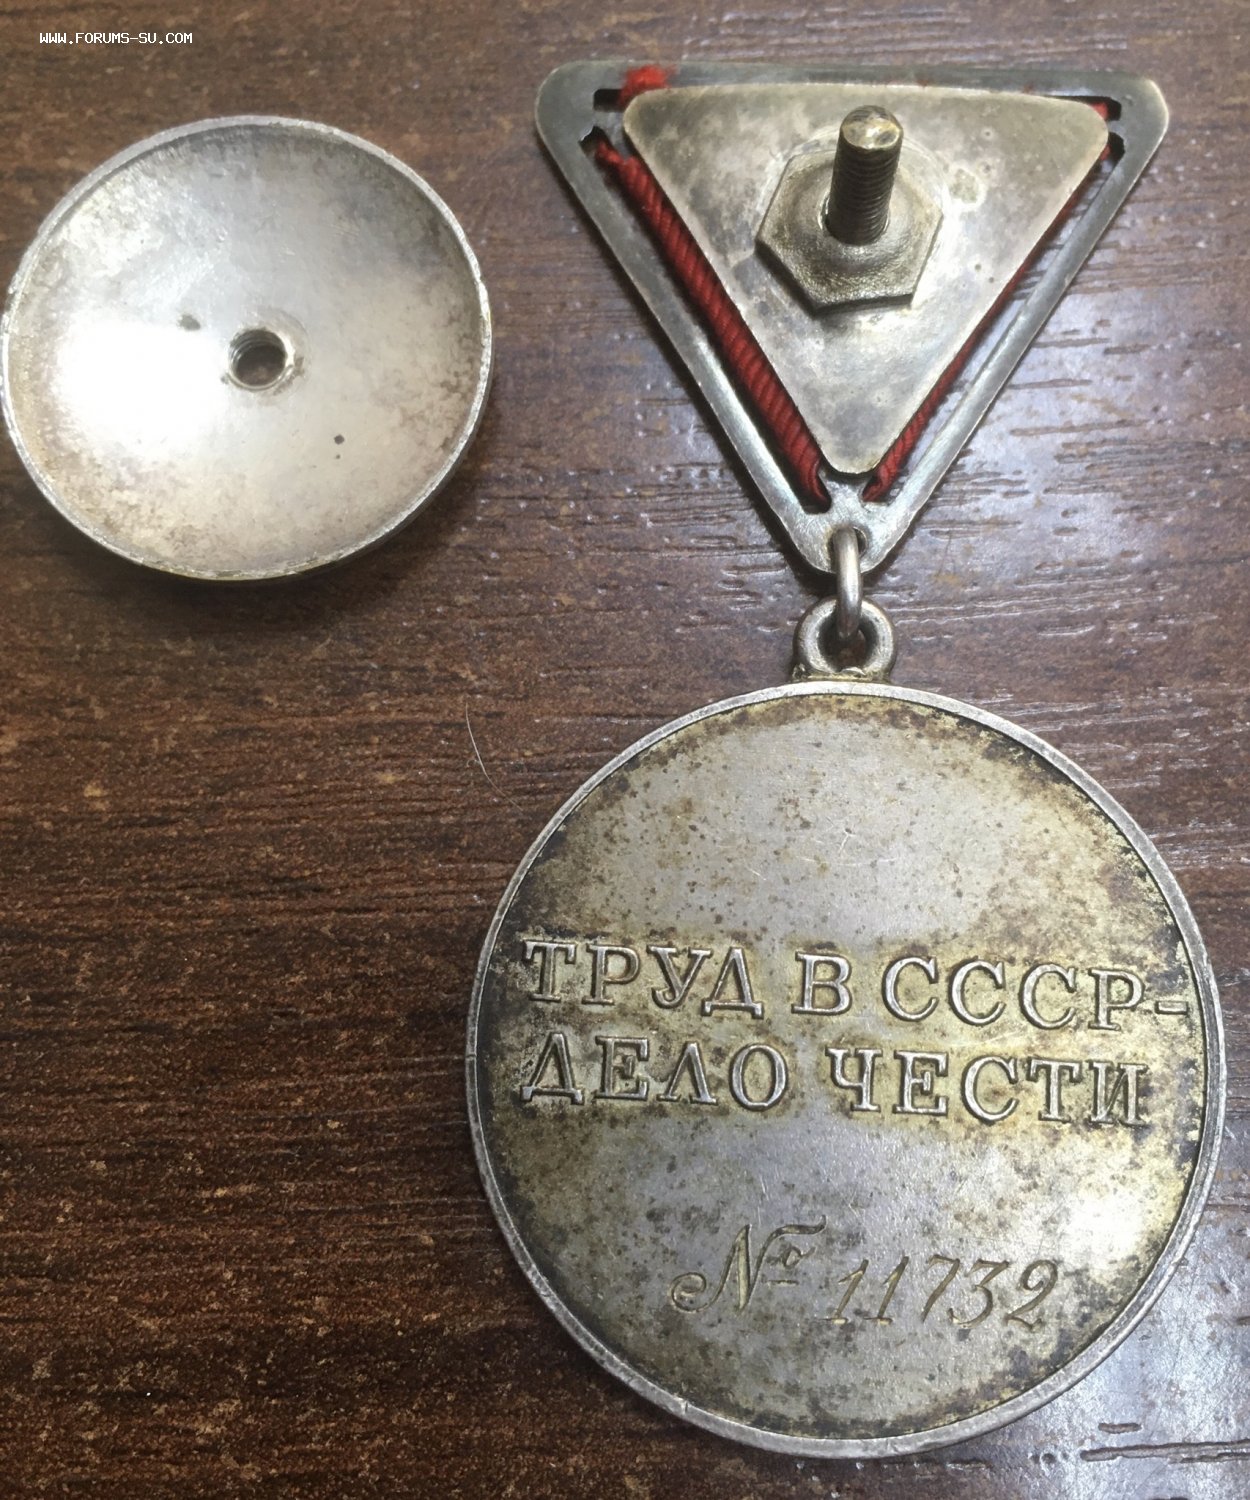 WWW.FORUMS-SU.COM
ТРУД В СССР-
ДЕЛО ЧЕСТИ
№ 11732